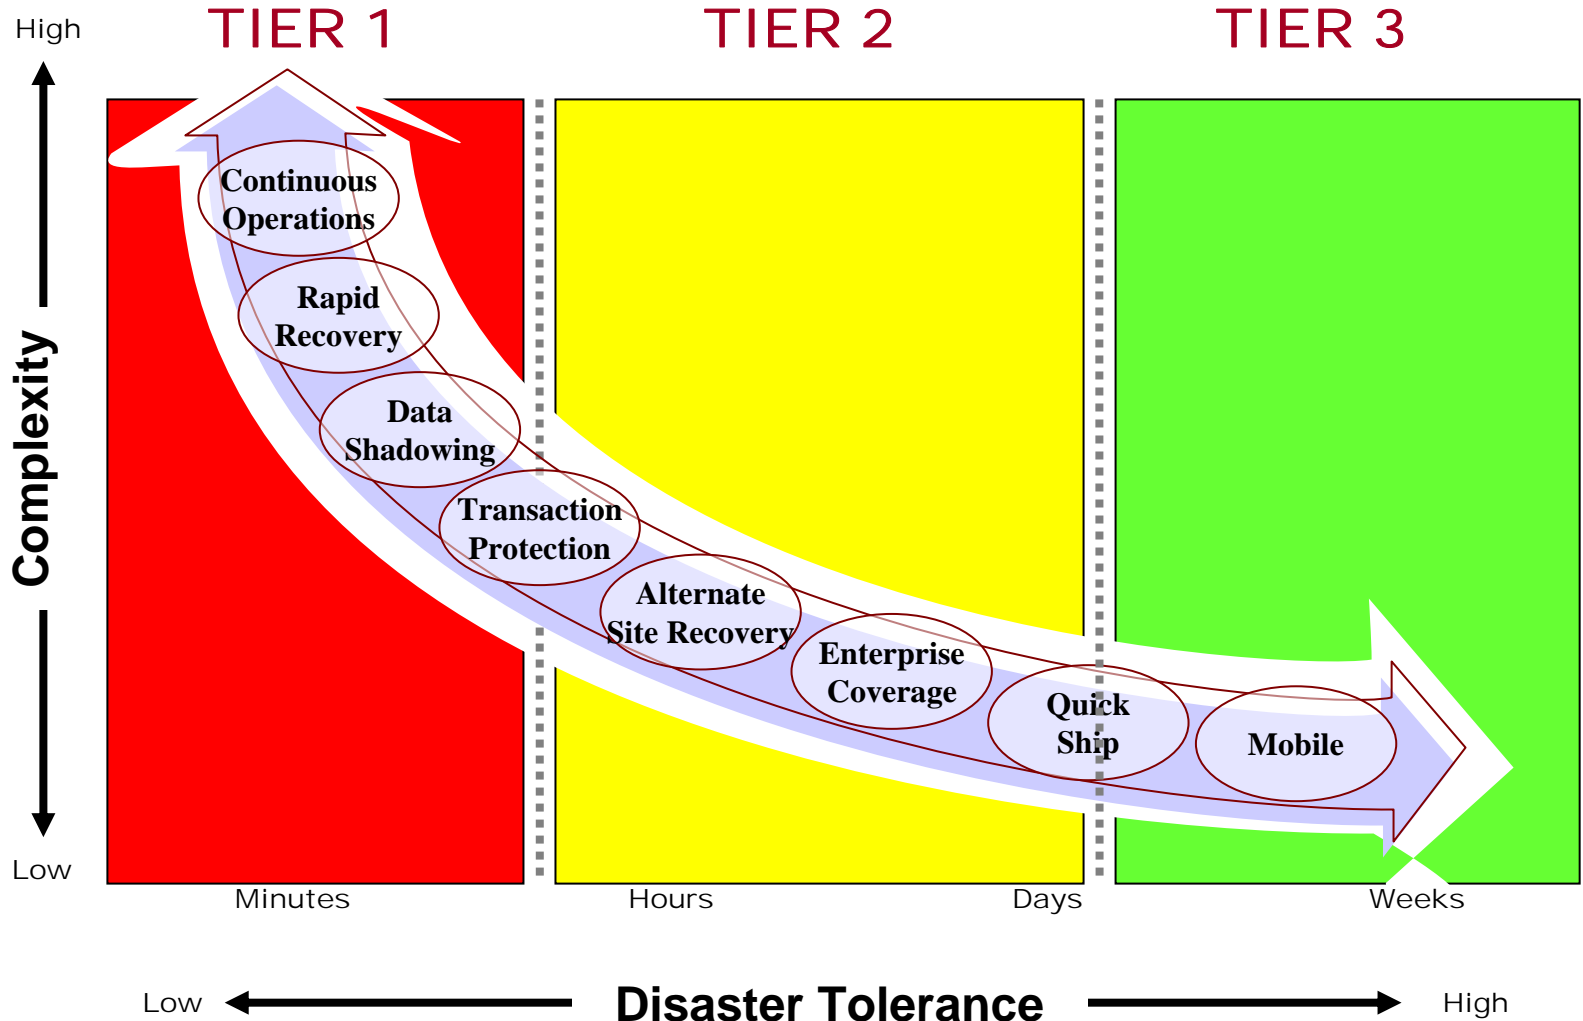 TIER 1
TIER 2
TIER 3
High
Complexity
Low
Continuous
Operations
Rapid
Recovery
Data
Shadowing
Transaction
Protection
Alternate
Site Recovery
Enterprise
Coverage
Quick
Ship
Mobile
Minutes
Hours
Days
Weeks
Low
Disaster Tolerance
High